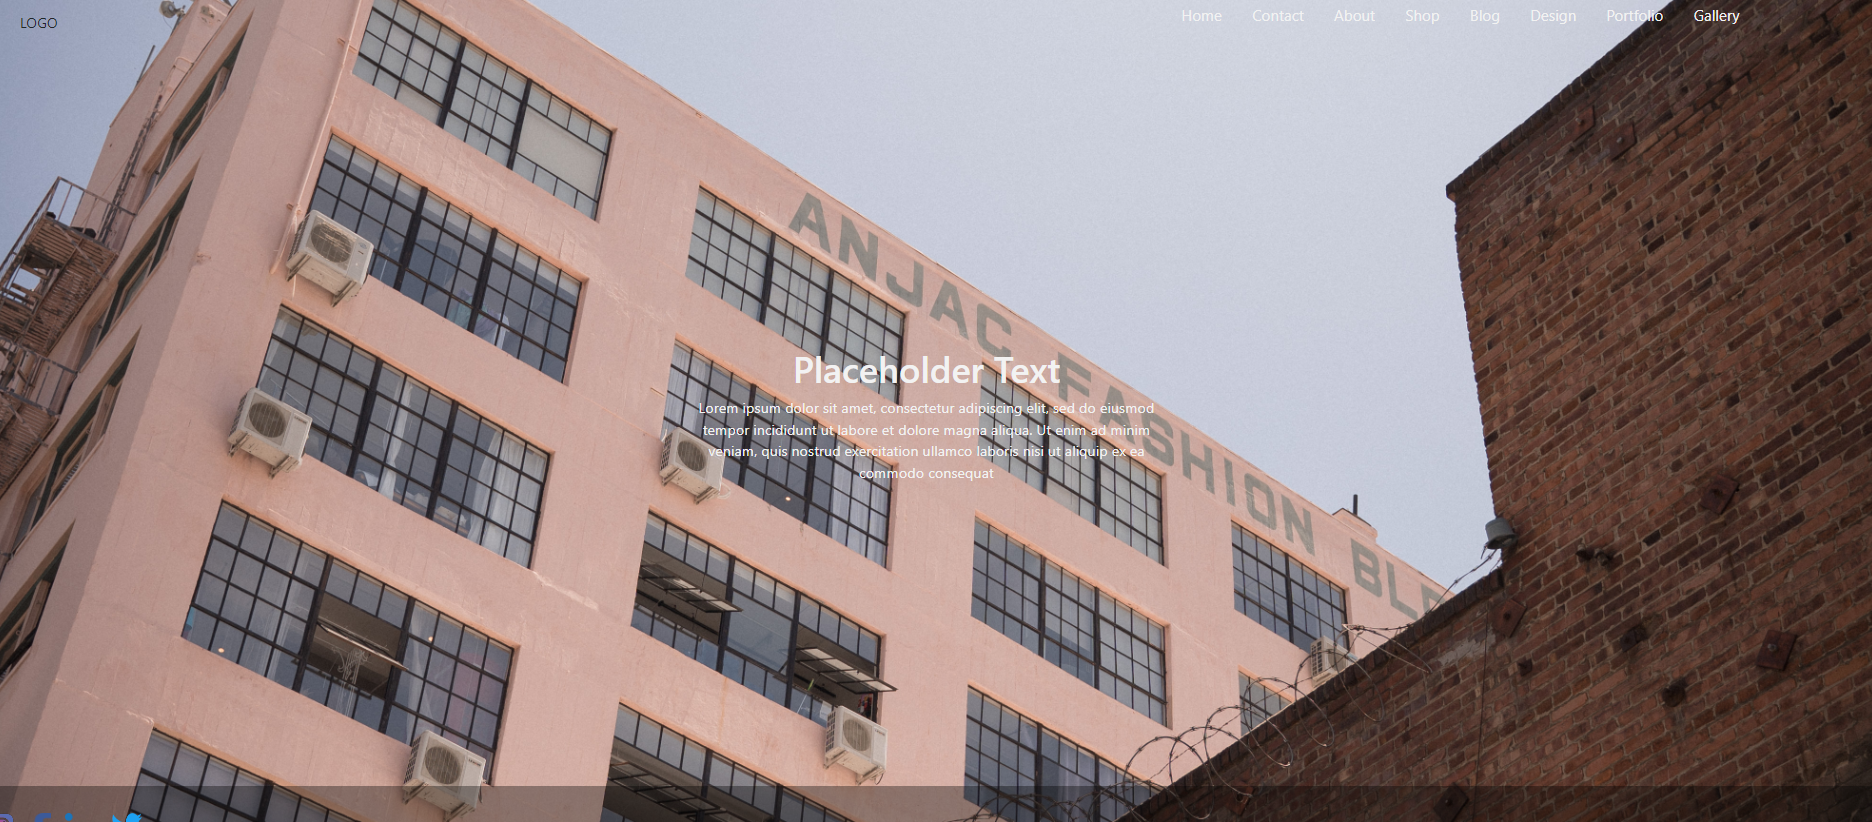 LOGO
Home Contact About Shop Blog Design Portfolio Gallery
ANJAC FASHION
Placeholder Text
Lorem ipsum dolor sit amet, consectetur adipiscing elit, sed do eiusmod
tempor incididunt ut labore et dolore magna aliqua. Ut enim ad minim
veniam, quis nostrud exercitation ullamco laboris nisi ut aliquip ex ea
commodo consequat